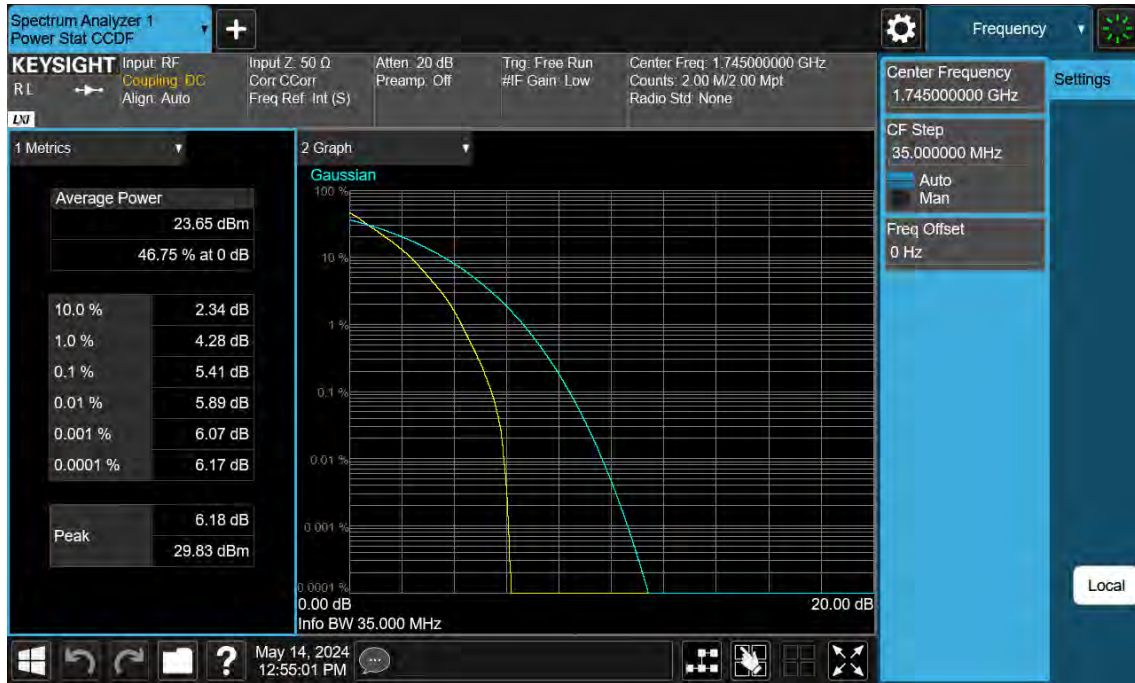 Spectrum Analyzer 1
Power Stat CCDF
Frequency
KEYSIGHT
RL
LXI
Input: RF
Coupling: DC
Align: Auto
Input Z: 50 Ω
Corr CCorr
Freq Ref: Int (S)
Atten: 20 dB
Preamp: Off
Trig: Free Run
#IF Gain: Low
Center Freq: 1.745000000 GHz
Counts: 2.00 M/2.00 Mpt
Radio Std: None
Center Frequency
1.745000000 GHz
Settings
CF Step
35.000000 MHz
Auto
Man
Freq Offset
0 Hz
1 Metrics
Average Power
23.65 dBm
46.75 % at 0 dB
10.0 % 2.34 dB
1.0 % 4.28 dB
0.1 % 5.41 dB
0.01 % 5.89 dB
0.001 % 6.07 dB
0.0001 % 6.17 dB
Peak
6.18 dB
29.83 dBm
2 Graph
Gaussian
100 %
10 %
1 %
0.1 %
0.01 %
0.001 %
0.0001 %
0.00 dB 20.00 dB
Info BW 35.000 MHz
Local
?
May 14, 2024
12:55:01 PM